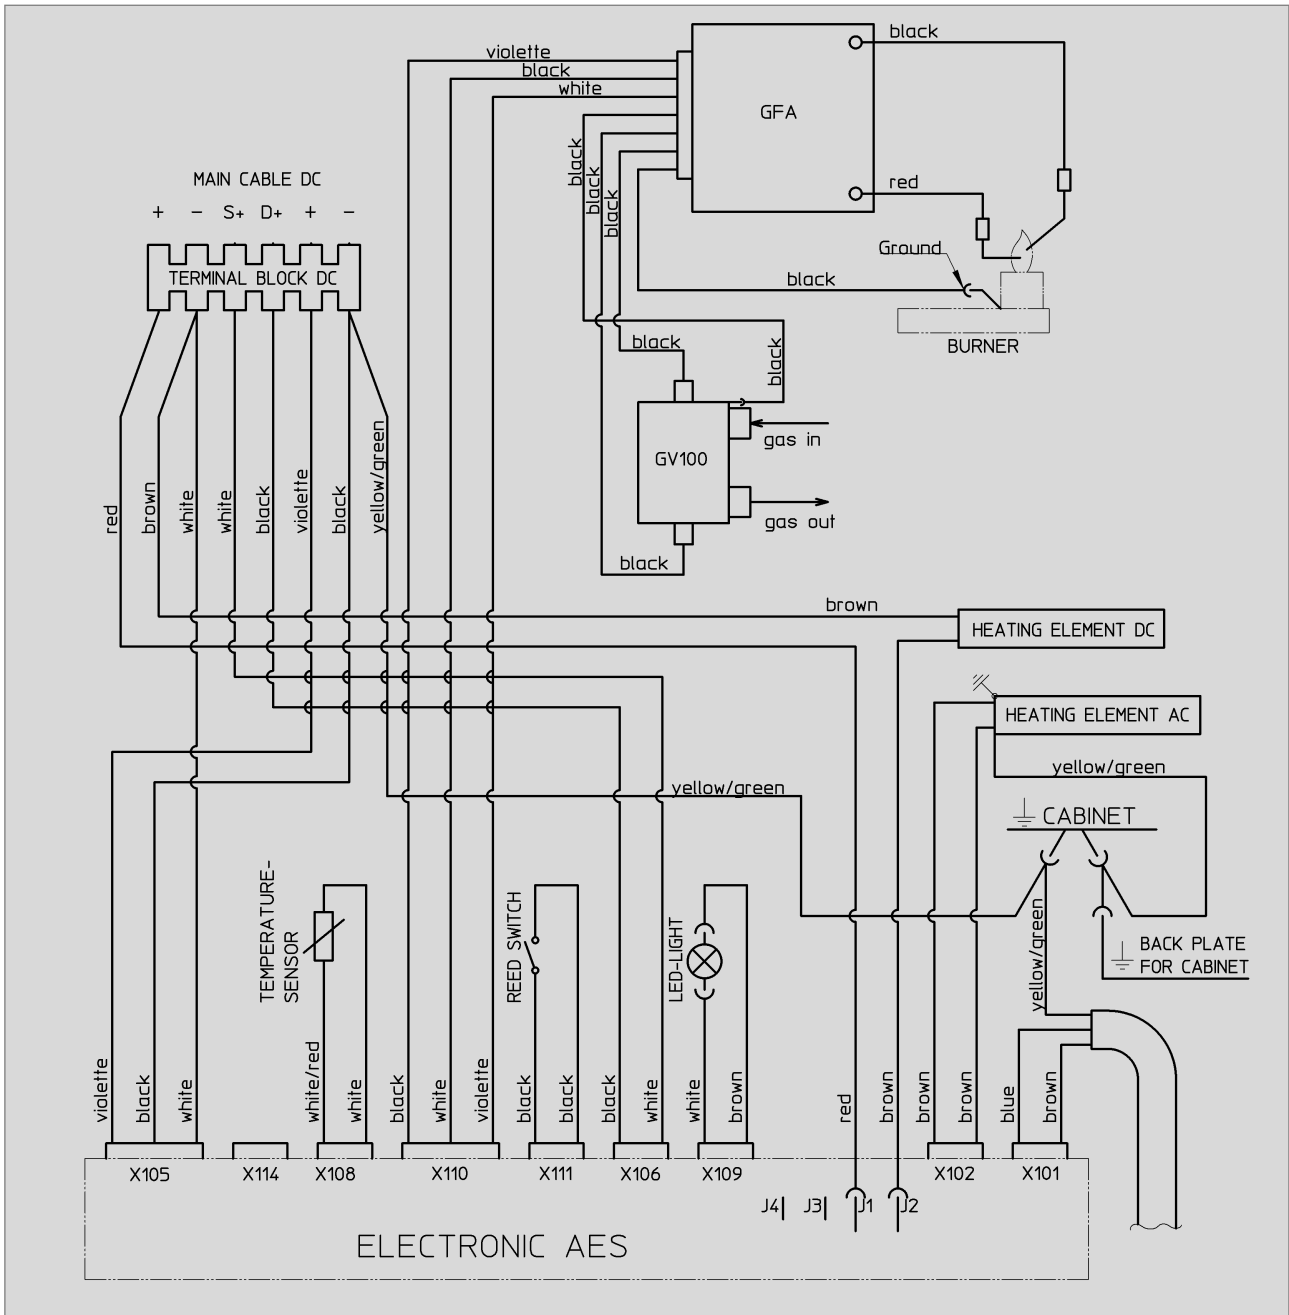 violette
black
white
black
GFA
black
black
black
red
MAIN CABLE DC
+ − S+ D+ + −
TERMINAL BLOCK DC
Ground
black
BURNER
black
black
gas in
GV100
gas out
black
red
brown
white
white
black
violette
black
yellow/green
brown
HEATING ELEMENT DC
HEATING ELEMENT AC
yellow/green
yellow/green
CABINET
TEMPERATURE-
SENSOR
REED SWITCH
LED-LIGHT
yellow/green
BACK PLATE
FOR CABINET
violette
black
white
white/red
white
black
white
violette
black
black
black
white
white
brown
red
brown
brown
brown
blue
brown
X105 X114 X108 X110 X111 X106 X109 X102 X101
J4 J3 J1 J2
ELECTRONIC AES